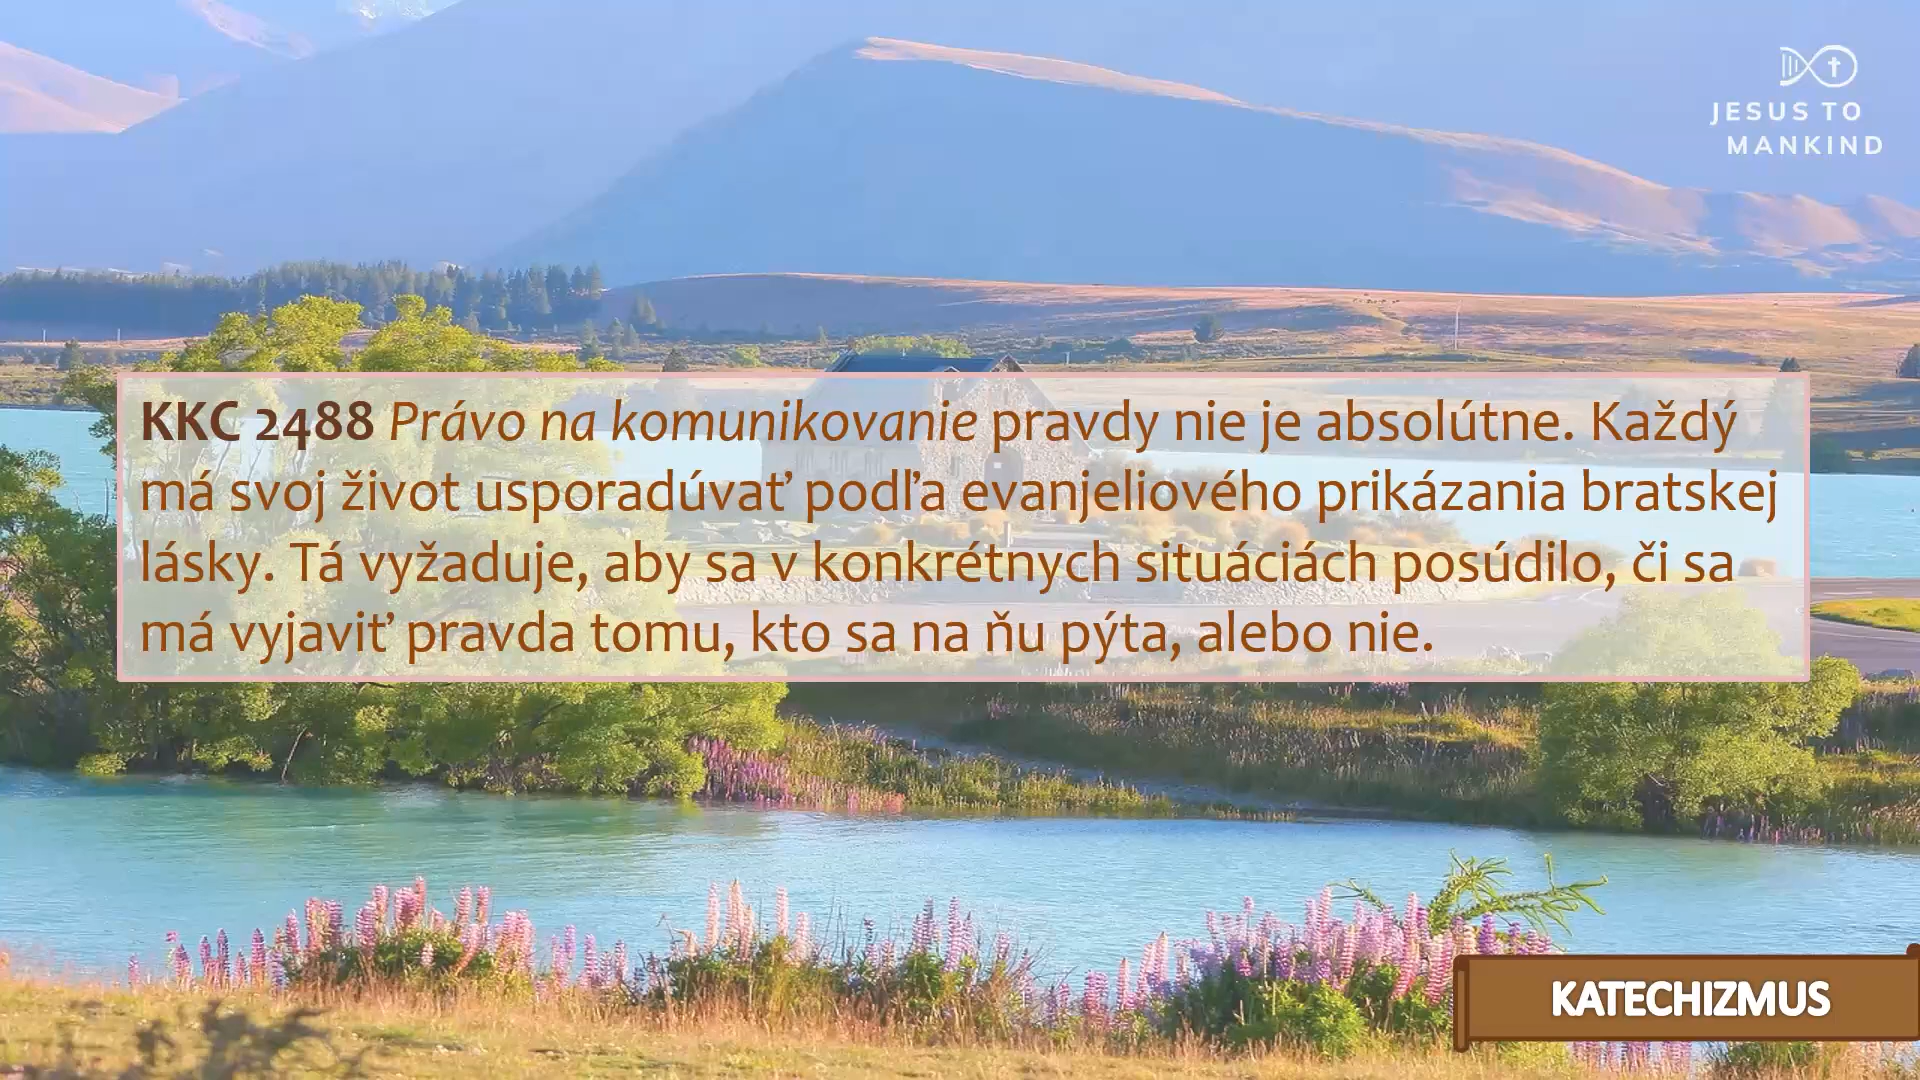 JESUS TO
MANKIND
KKC 2488 Právo na komunikovanie pravdy nie je absolútne. Každý
má svoj život usporadúvať podľa evanjeliového prikázania bratskej
lásky. Tá vyžaduje, aby sa v konkrétnych situáciách posúdilo, či sa
má vyjaviť pravda tomu, kto sa na ňu pýta, alebo nie.
KATECHIZMUS